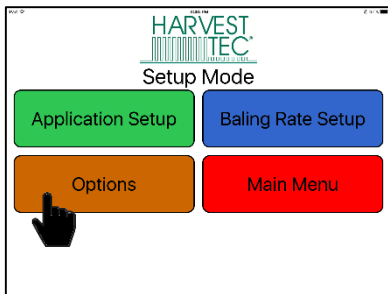 HARVEST
TEC
Setup Mode
Application Setup
Baling Rate Setup
Options
Main Menu